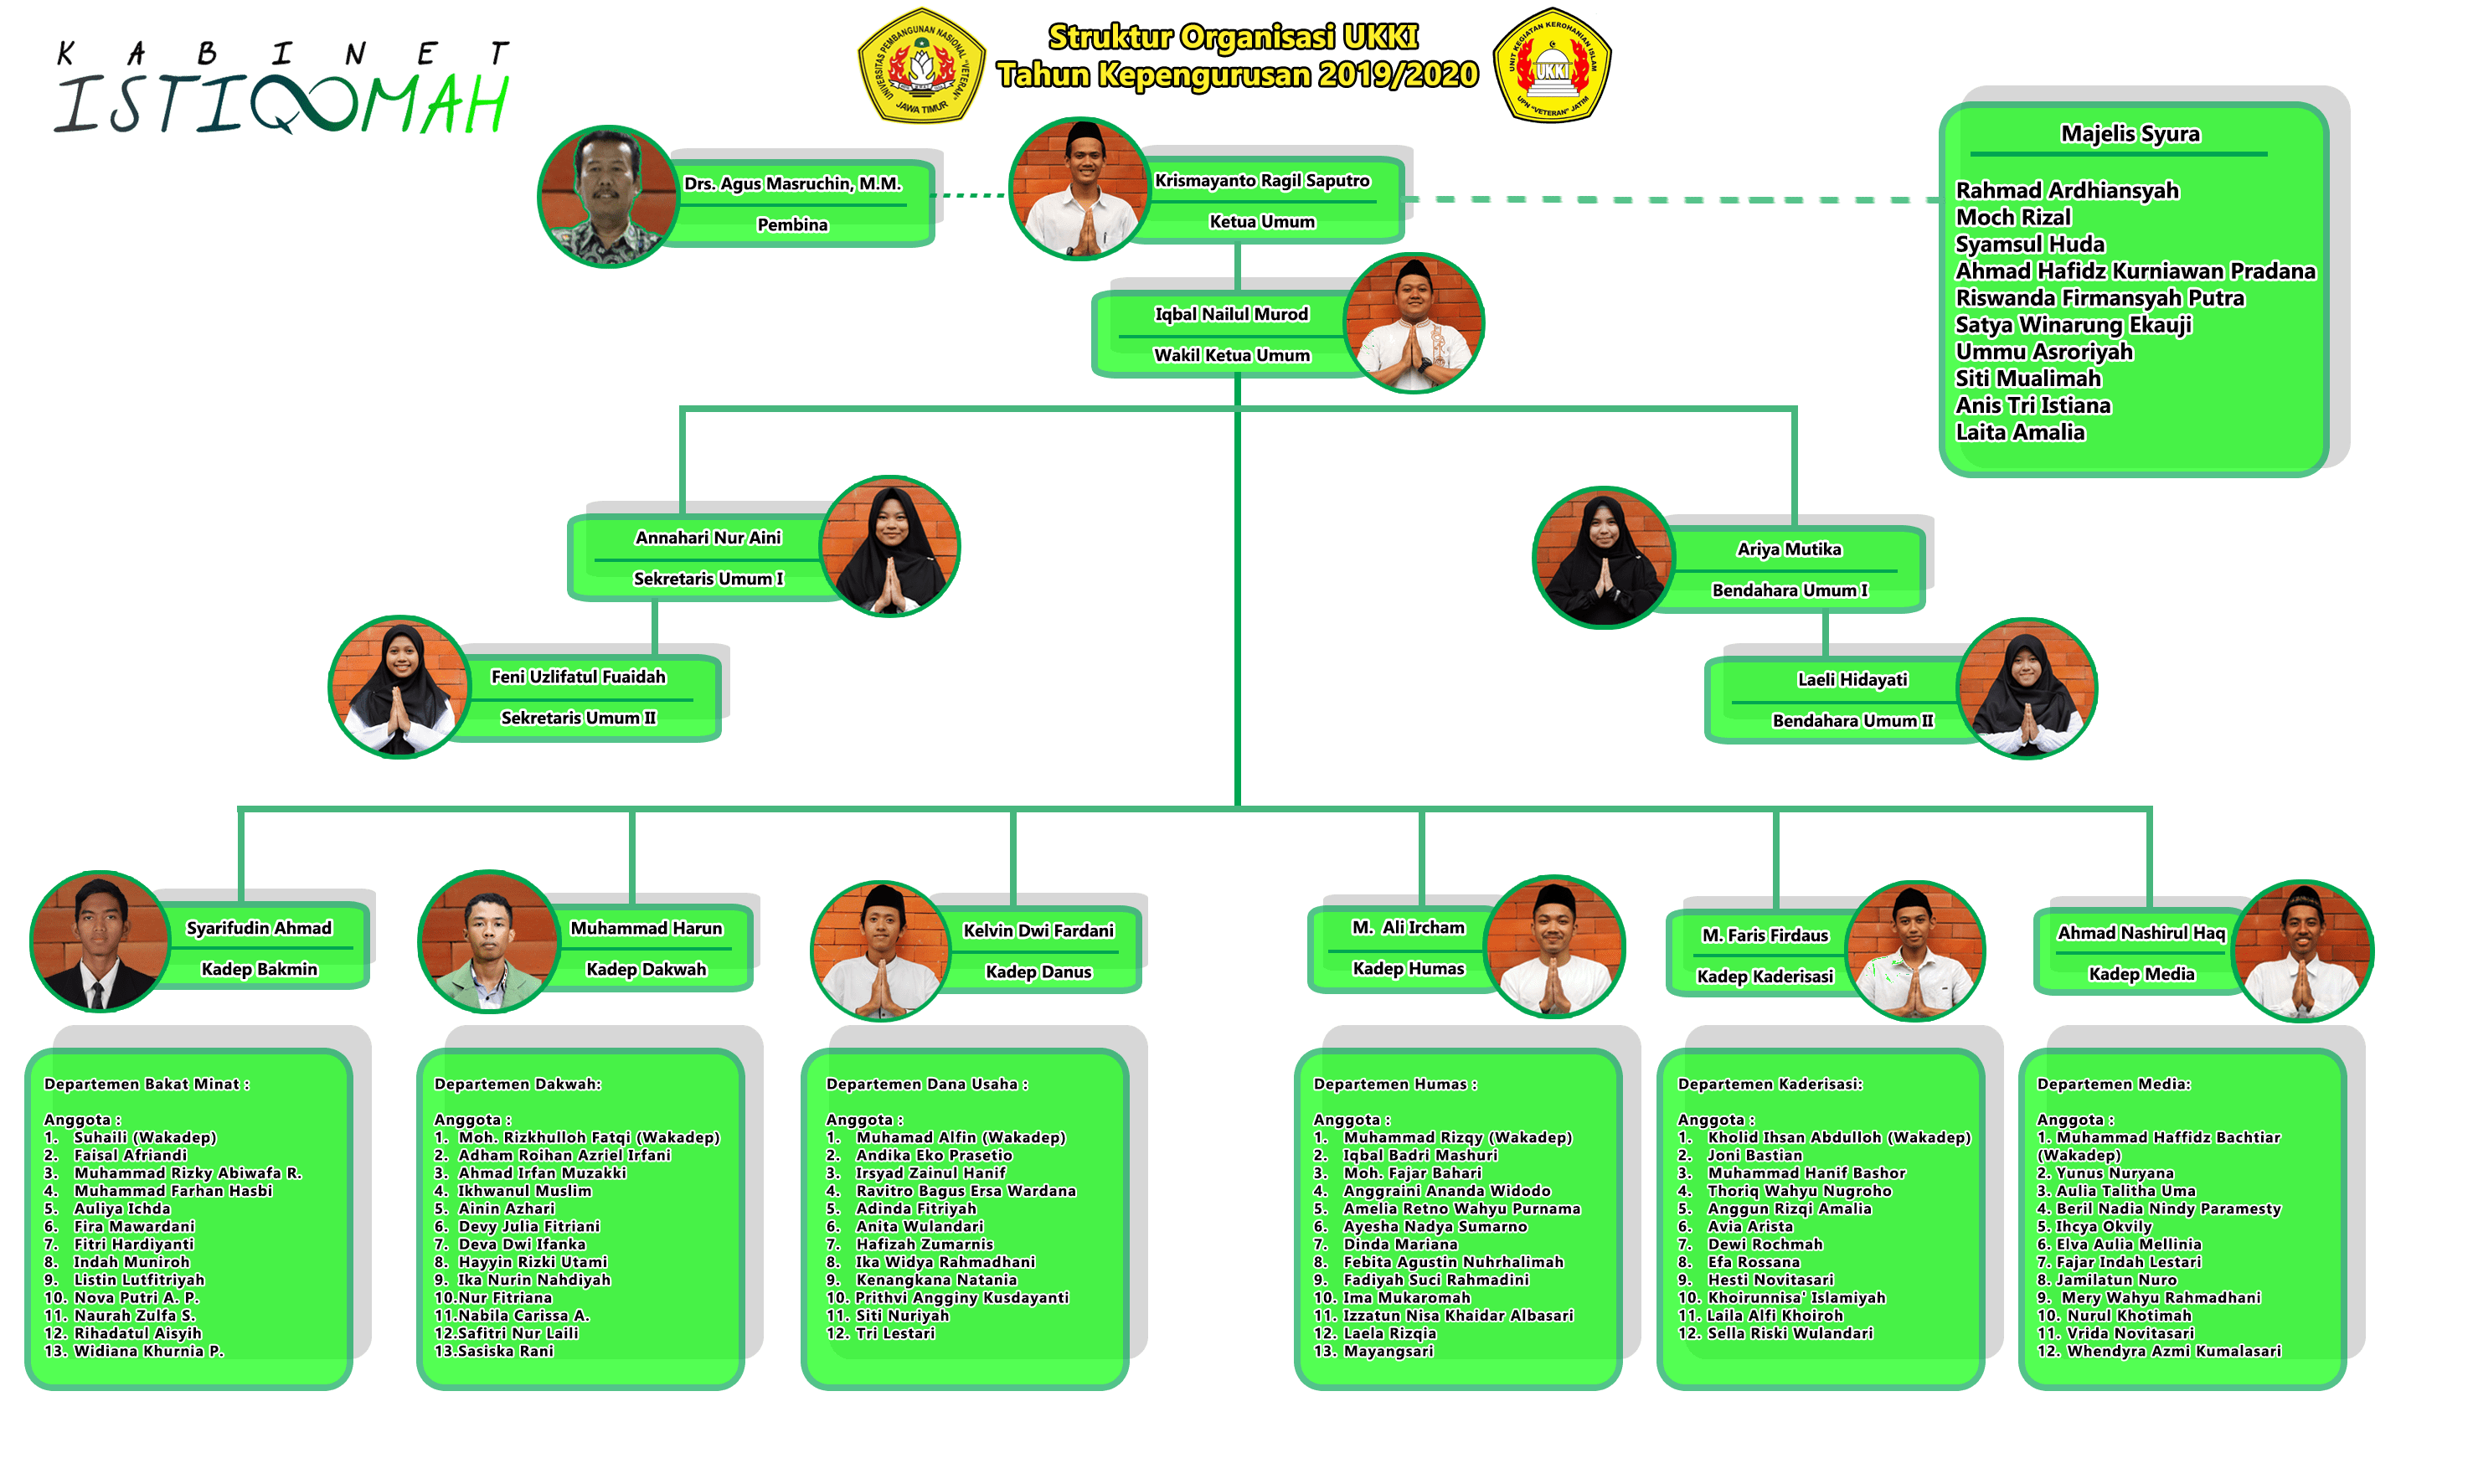 KABINET
ISTIQOMAH
UNIVERSITAS PEMBANGUNAN NASIONAL "VETERAN"
JAWA TIMUR
Struktur Organisasi UKKI
Tahun Kepengurusan 2019/2020
UNIT KEGIATAN KEROHANIAN ISLAM
UKKI
UPN "VETERAN" JATIM
Drs. Agus Masruchin, M.M.
Pembina
Krismayanto Ragil Saputro
Ketua Umum
Majelis Syura
Rahmad Ardhiansyah
Moch Rizal
Syamsul Huda
Ahmad Hafidz Kurniawan Pradana
Riswanda Firmansyah Putra
Satya Winarung Ekauji
Ummu Asroriyah
Siti Mualimah
Anis Tri Istiana
Laita Amalia
Iqbal Nailul Murod
Wakil Ketua Umum
Annahari Nur Aini
Sekretaris Umum I
Ariya Mutika
Bendahara Umum I
Feni Uzlifatul Fuaidah
Sekretaris Umum II
Laeli Hidayati
Bendahara Umum II
Syarifudin Ahmad
Kadep Bakmin
Muhammad Harun
Kadep Dakwah
Kelvin Dwi Fardani
Kadep Danus
M. Ali Ircham
Kadep Humas
M. Faris Firdaus
Kadep Kaderisasi
Ahmad Nashirul Haq
Kadep Media
Departemen Bakat Minat :
Anggota :
1. Suhaili (Wakadep)
2. Faisal Afriandi
3. Muhammad Rizky Abiwafa R.
4. Muhammad Farhan Hasbi
5. Auliya Ichda
6. Fira Mawardani
7. Fitri Hardiyanti
8. Indah Muniroh
9. Listin Lutfitriyah
10. Nova Putri A. P.
11. Naurah Zulfa S.
12. Rihadatul Aisyih
13. Widiana Khurnia P.
Departemen Dakwah:
Anggota :
1. Moh. Rizkhulloh Fatqi (Wakadep)
2. Adham Roihan Azriel Irfani
3. Ahmad Irfan Muzakki
4. Ikhwanul Muslim
5. Ainin Azhari
6. Devy Julia Fitriani
7. Deva Dwi Ifanka
8. Hayyin Rizki Utami
9. Ika Nurin Nahdiyah
10.Nur Fitriana
11.Nabila Carissa A.
12.Safitri Nur Laili
13.Sasiska Rani
Departemen Dana Usaha :
Anggota :
1. Muhamad Alfin (Wakadep)
2. Andika Eko Prasetio
3. Irsyad Zainul Hanif
4. Ravitro Bagus Ersa Wardana
5. Adinda Fitriyah
6. Anita Wulandari
7. Hafizah Zumarnis
8. Ika Widya Rahmadhani
9. Kenangkana Natania
10. Prithvi Angginy Kusdayanti
11. Siti Nuriyah
12. Tri Lestari
Departemen Humas :
Anggota :
1. Muhammad Rizqy (Wakadep)
2. Iqbal Badri Mashuri
3. Moh. Fajar Bahari
4. Anggraini Ananda Widodo
5. Amelia Retno Wahyu Purnama
6. Ayesha Nadya Sumarno
7. Dinda Mariana
8. Febita Agustin Nuhrhalimah
9. Fadiyah Suci Rahmadini
10. Ima Mukaromah
11. Izzatun Nisa Khaidar Albasari
12. Laela Rizqia
13. Mayangsari
Departemen Kaderisasi:
Anggota :
1. Kholid Ihsan Abdulloh (Wakadep)
2. Joni Bastian
3. Muhammad Hanif Bashor
4. Thoriq Wahyu Nugroho
5. Anggun Rizqi Amalia
6. Avia Arista
7. Dewi Rochmah
8. Efa Rossana
9. Hesti Novitasari
10. Khoirunnisa' Islamiyah
11. Laila Alfi Khoiroh
12. Sella Riski Wulandari
Departemen Media:
Anggota :
1. Muhammad Haffidz Bachtiar
(Wakadep)
2. Yunus Nuryana
3. Aulia Talitha Uma
4. Beril Nadia Nindy Paramesty
5. Ihcya Okvily
6. Elva Aulia Mellinia
7. Fajar Indah Lestari
8. Jamilatun Nuro
9. Mery Wahyu Rahmadhani
10. Nurul Khotimah
11. Vrida Novitasari
12. Whendyra Azmi Kumalasari